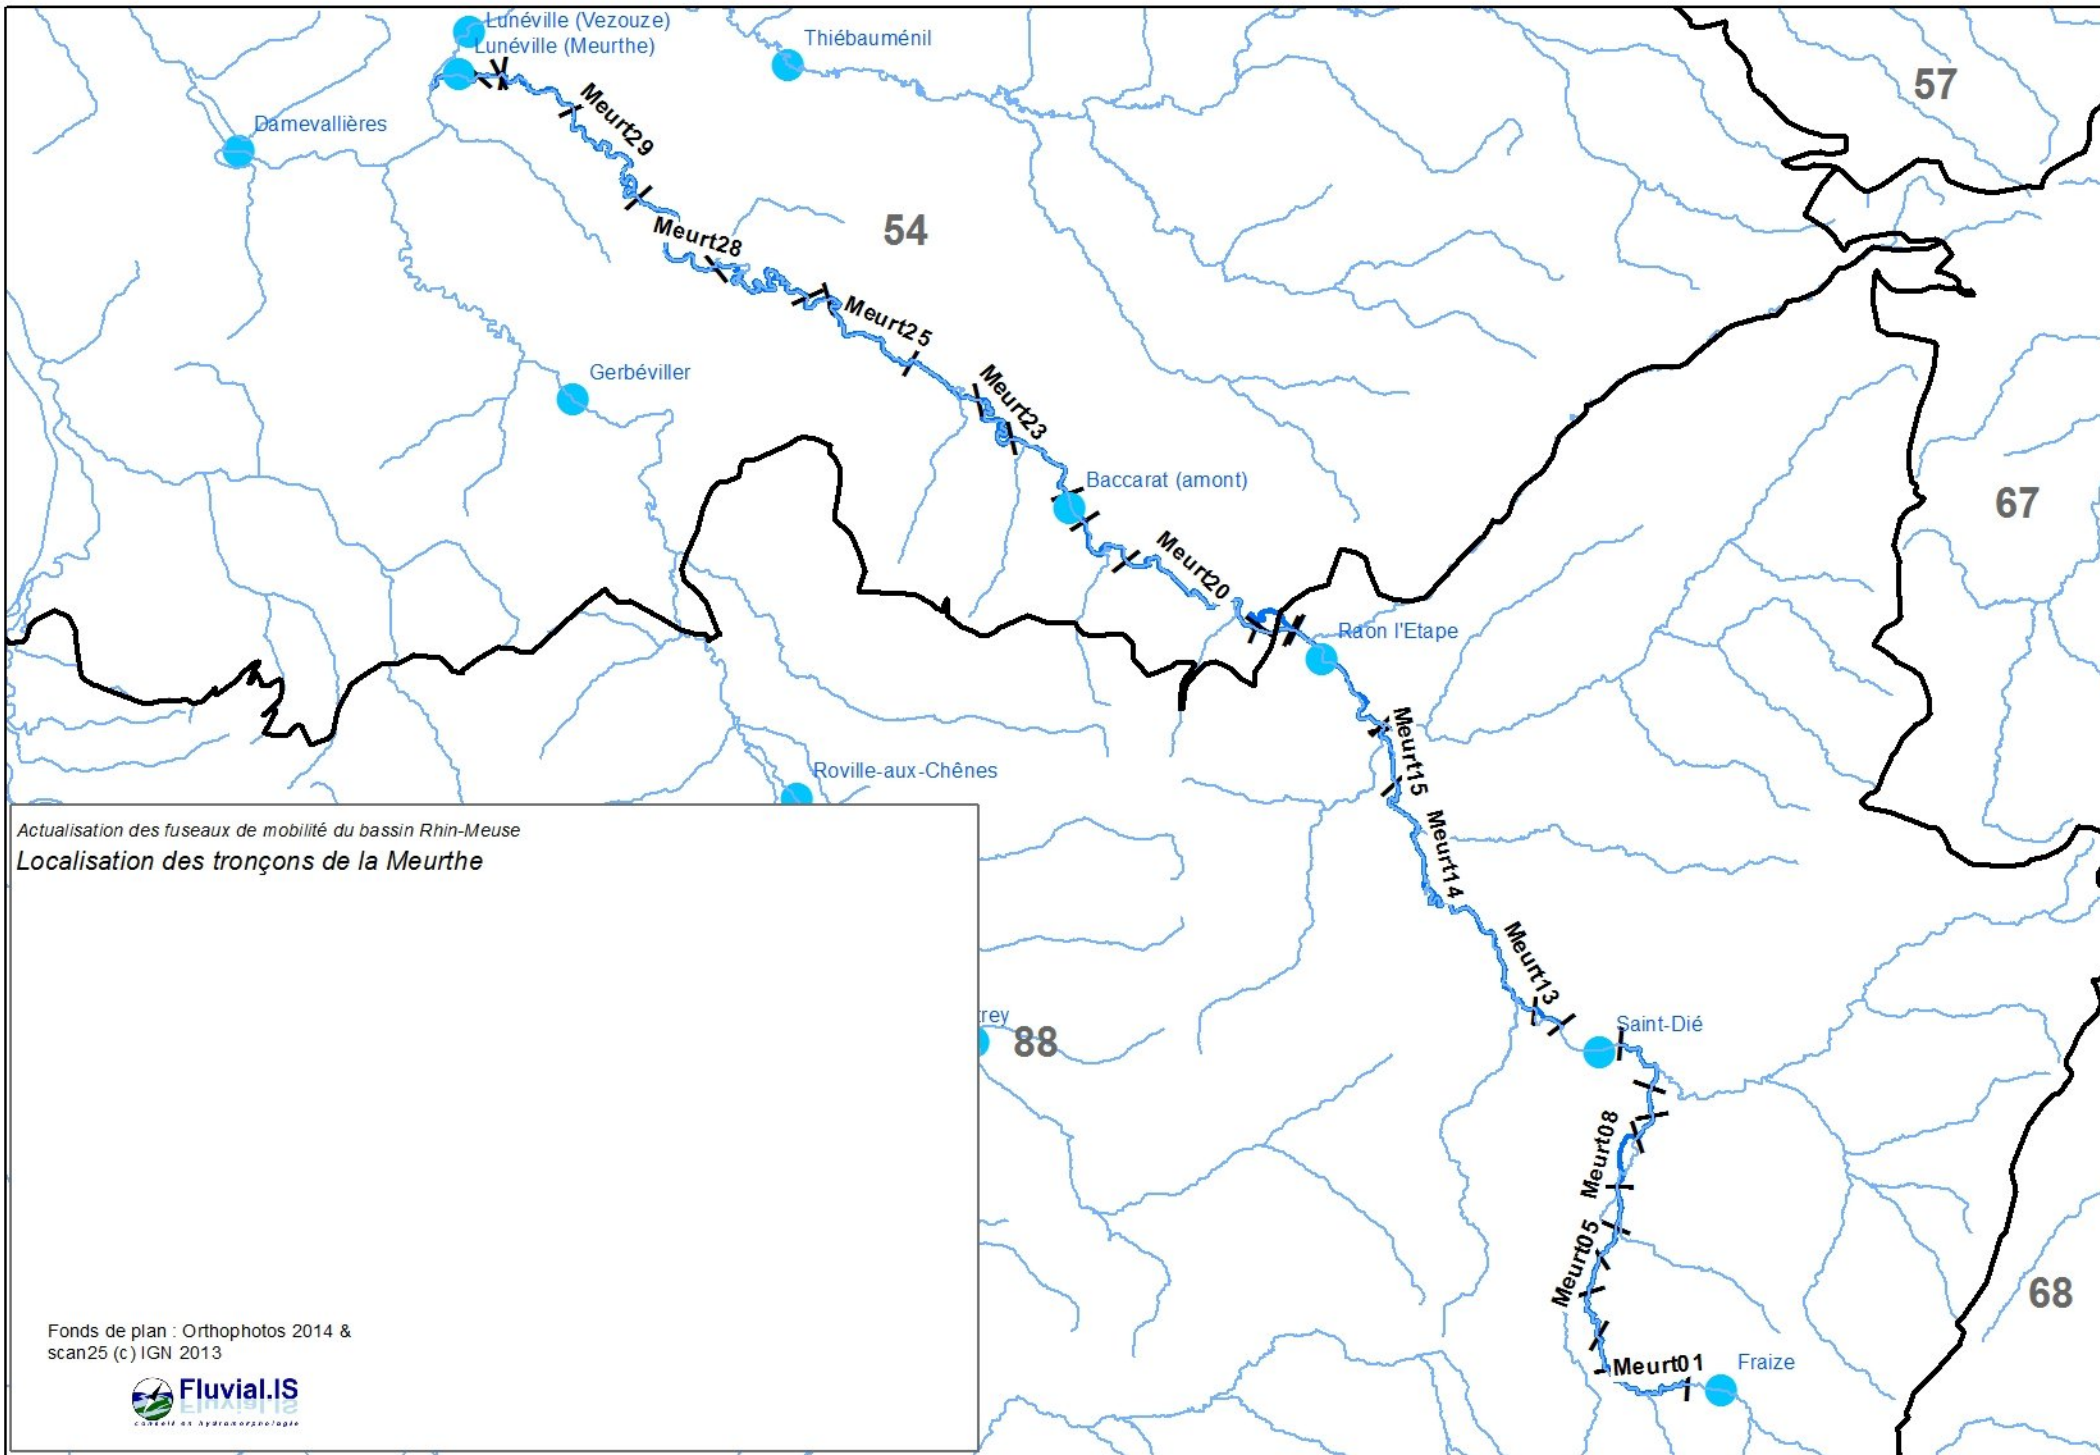 Lunéville (Vezouze)
Lunéville (Meurthe)
Thiébauménil
57
Damevallières
Meurt29
54
Meurt28
Meurt25
Gerbéviller
Meurt23
Baccarat (amont)
67
Meurt20
Raon l'Etape
Meurt15
Roville-aux-Chênes
Meurt14
Actualisation des fuseaux de mobilité du bassin Rhin-Meuse
Localisation des tronçons de la Meurthe
Meurt13
rey
88
Saint-Dié
Meurt08
Meurt05
68
Fonds de plan : Orthophotos 2014 &
scan25 (c) IGN 2013
Meurt01
Fraize
Fluvial.IS
conseil en hydromorphologie